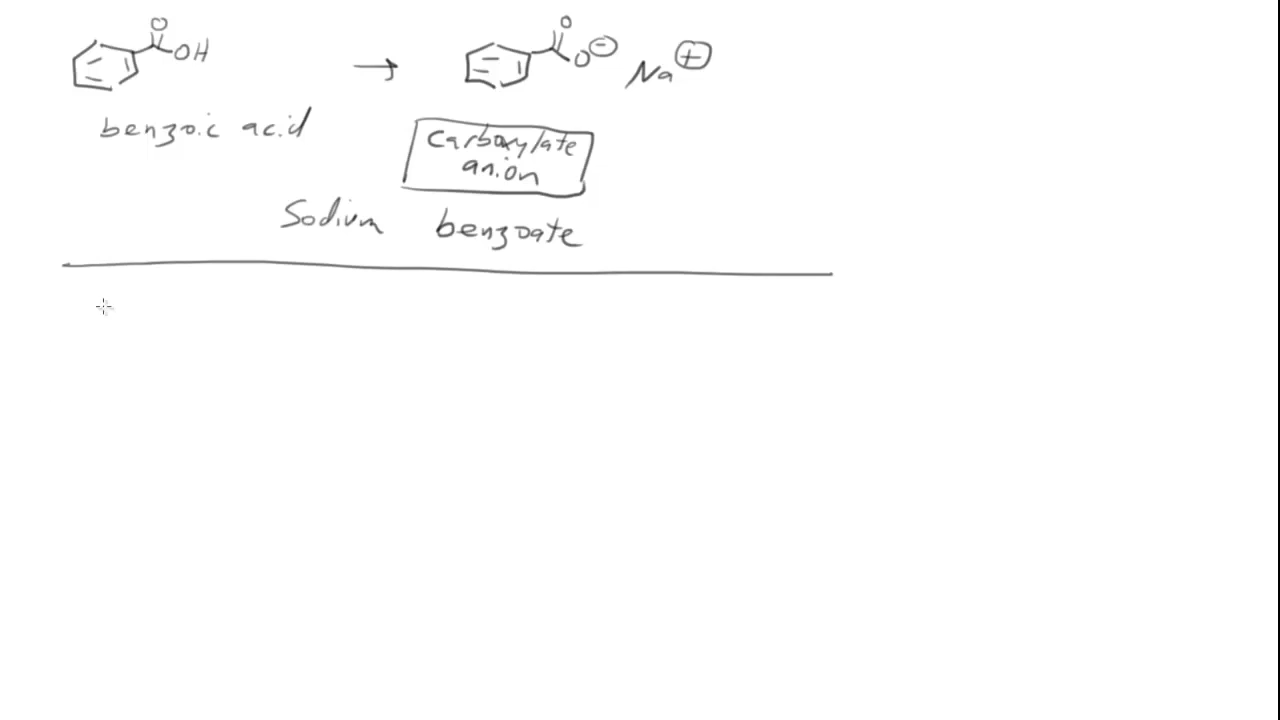 O OH → O O⊖ Na⊕
benzoic acid
carboxylate
anion
Sodium benzoate